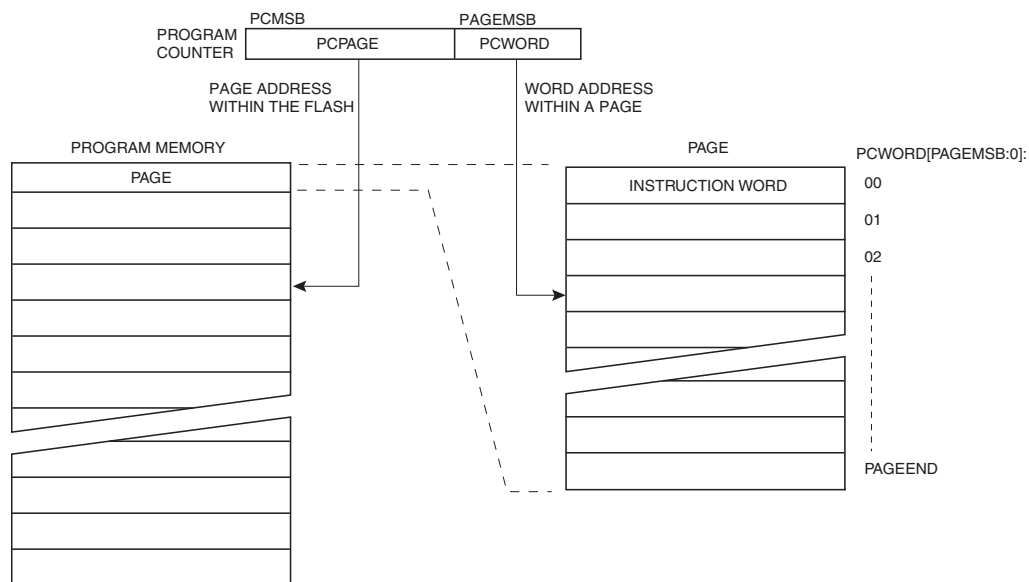 PCMSB
PAGEMSB
PROGRAM
COUNTER
PCPAGE
PCWORD
PAGE ADDRESS
WITHIN THE FLASH
WORD ADDRESS
WITHIN A PAGE
PROGRAM MEMORY
PAGE
PAGE
INSTRUCTION WORD
PCWORD[PAGEMSB:0]:
00
01
02
PAGEEND